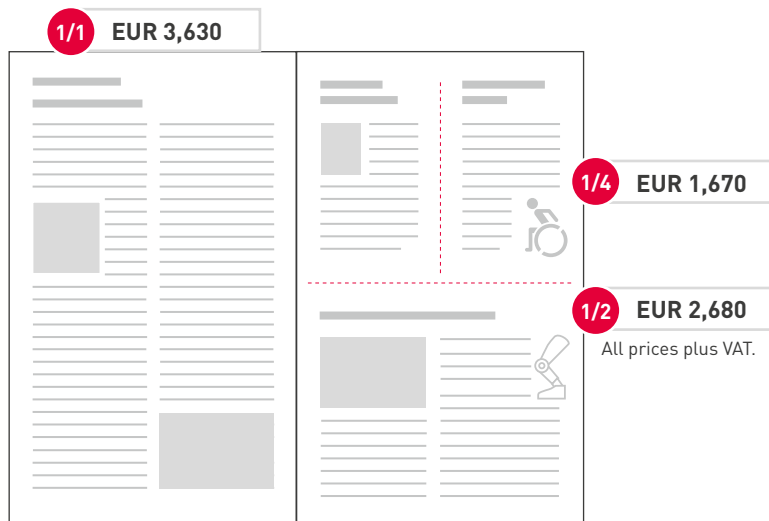 1/1 EUR 3,630
1/4 EUR 1,670
1/2 EUR 2,680
All prices plus VAT.